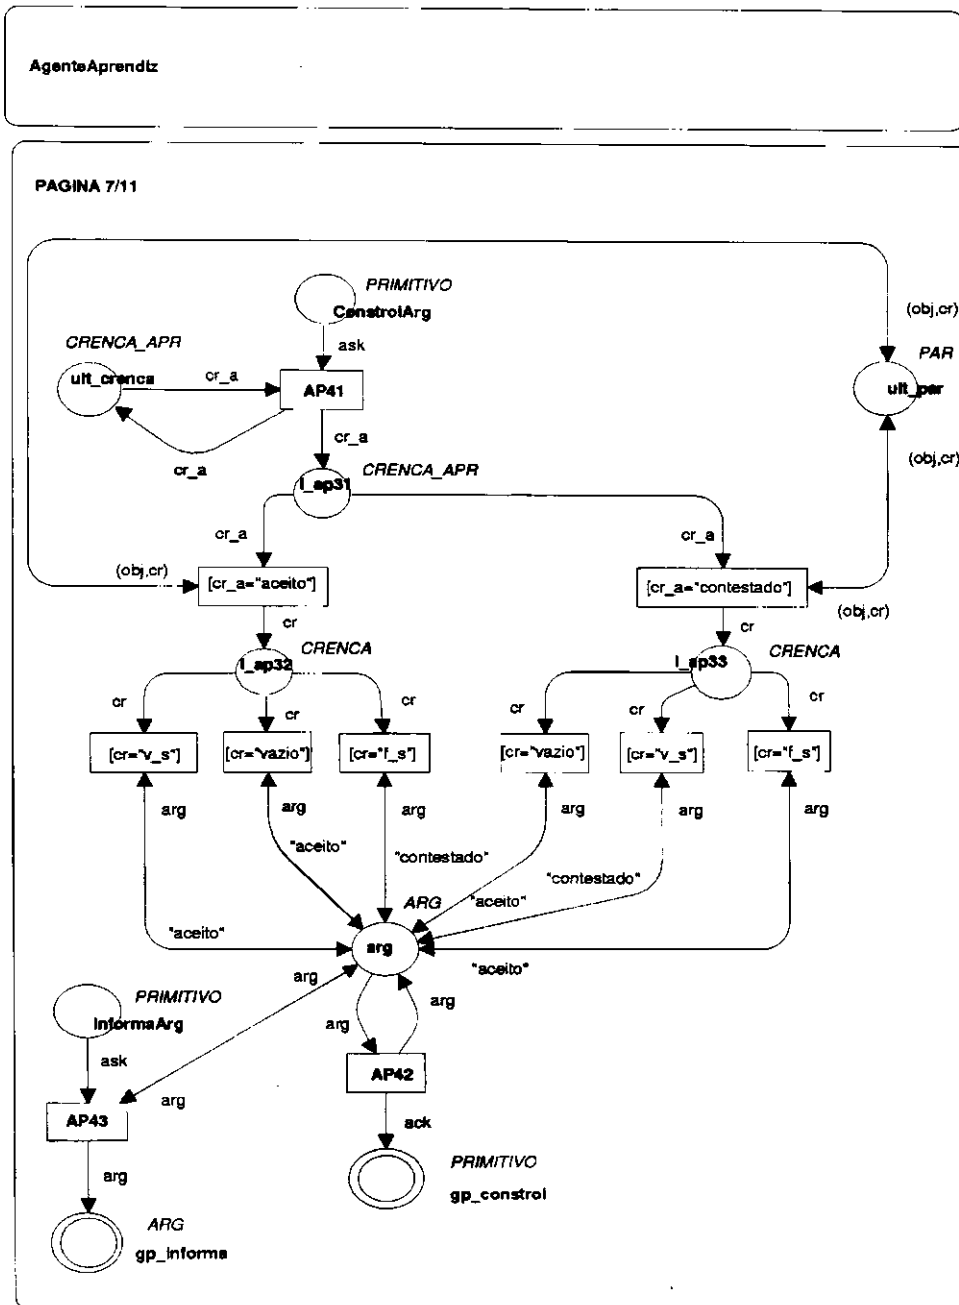 AgenteAprendiz
PAGINA 7/11
PRIMITIVO
ConstrolArg
(obj,cr)
ask
CRENCA_APR
PAR
ult_crenca
cr_a
AP41
ult_par
cr_a
cr_a
(obj,cr)
CRENCA_APR
l_ap31
cr_a
cr_a
(obj,cr)
[cr_a="aceito"]
[cr_a="contestado"]
(obj,cr)
cr
cr
CRENCA
CRENCA
l_ap32
l_ap33
cr
cr
cr
cr
cr
cr
[cr="v_s"]
[cr="vazio"]
[cr="f_s"]
[cr="vazio"]
[cr="v_s"]
[cr="f_s"]
arg
arg
arg
arg
arg
arg
"aceito"
"contestado"
"contestado"
ARG
"aceito"
"aceito"
arg
"aceito"
arg
arg
PRIMITIVO
InformaArg
arg
ask
AP42
arg
AP43
ack
arg
PRIMITIVO
gp_constrol
ARG
gp_informa